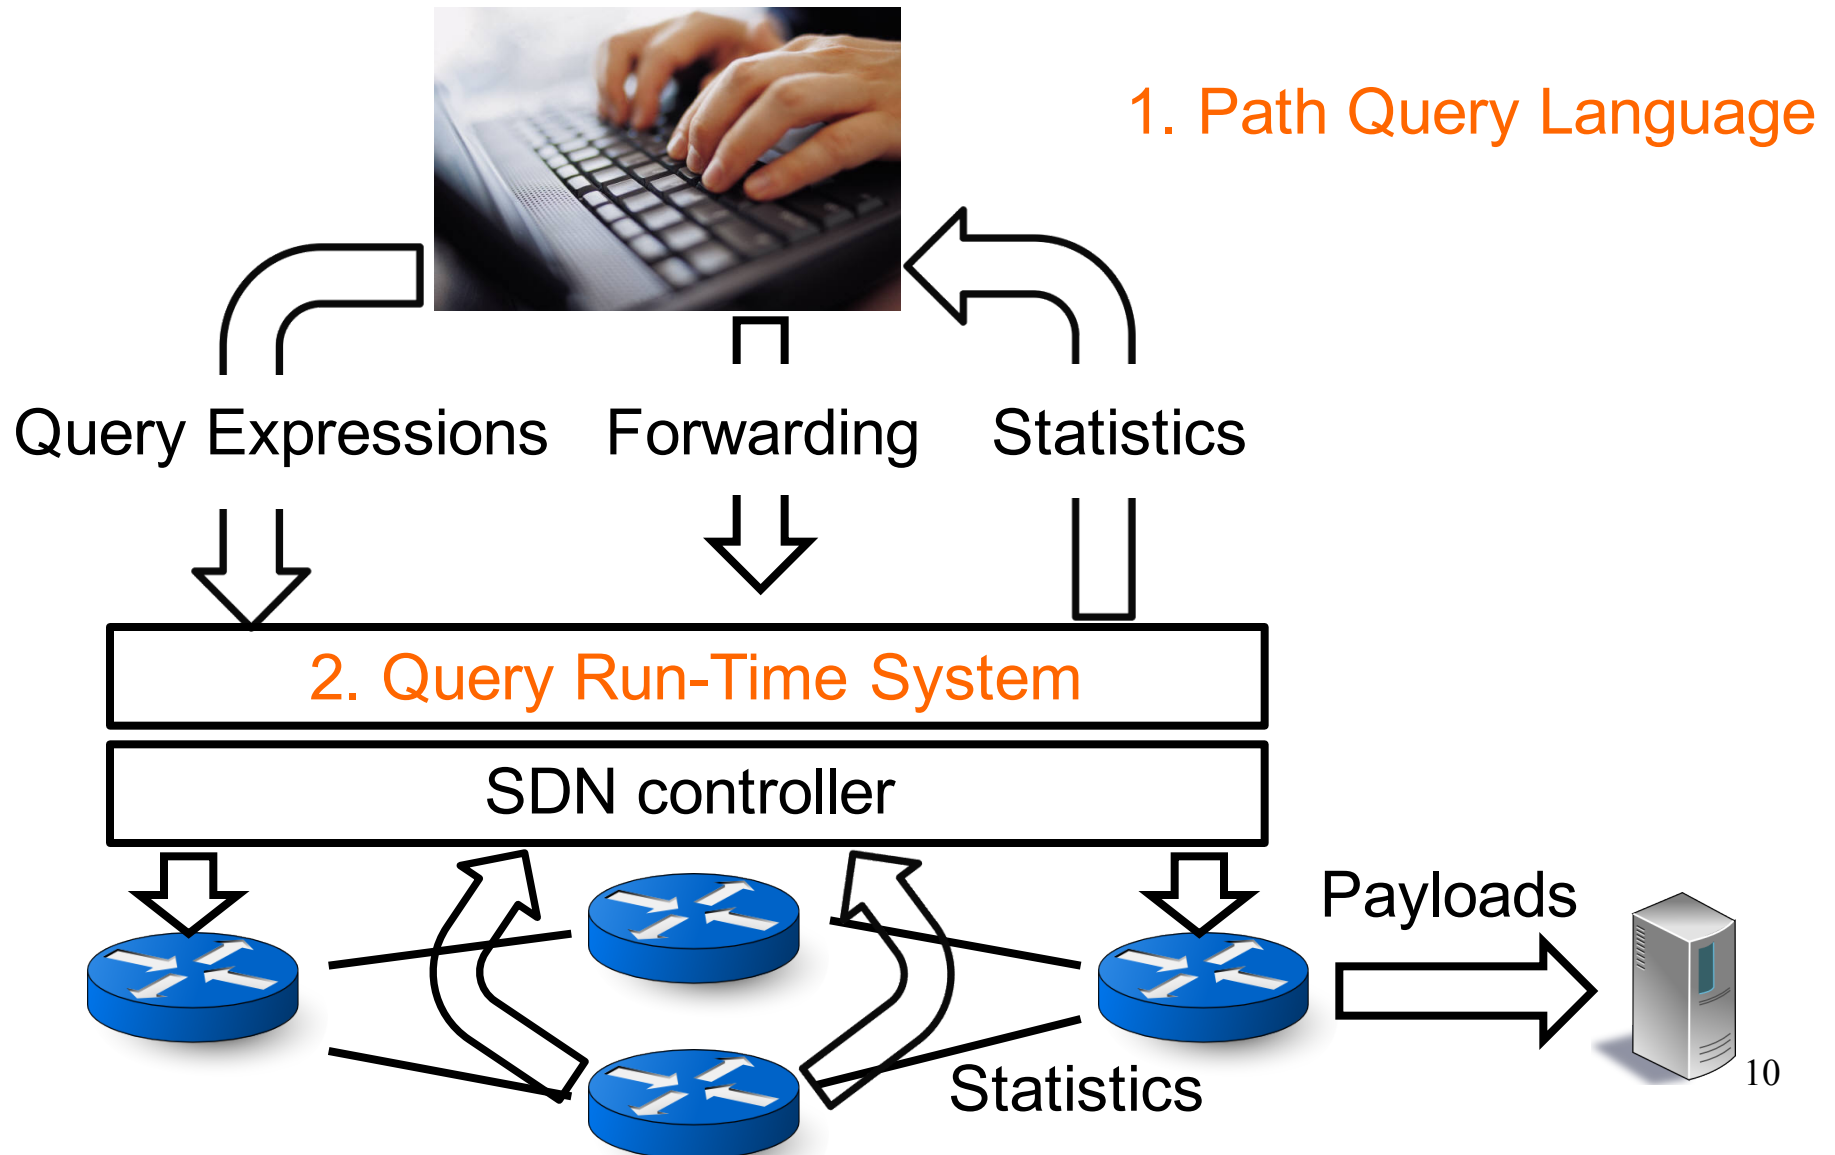 1. Path Query Language
Query Expressions
Forwarding
Statistics
2. Query Run-Time System
SDN controller
Payloads
Statistics
10